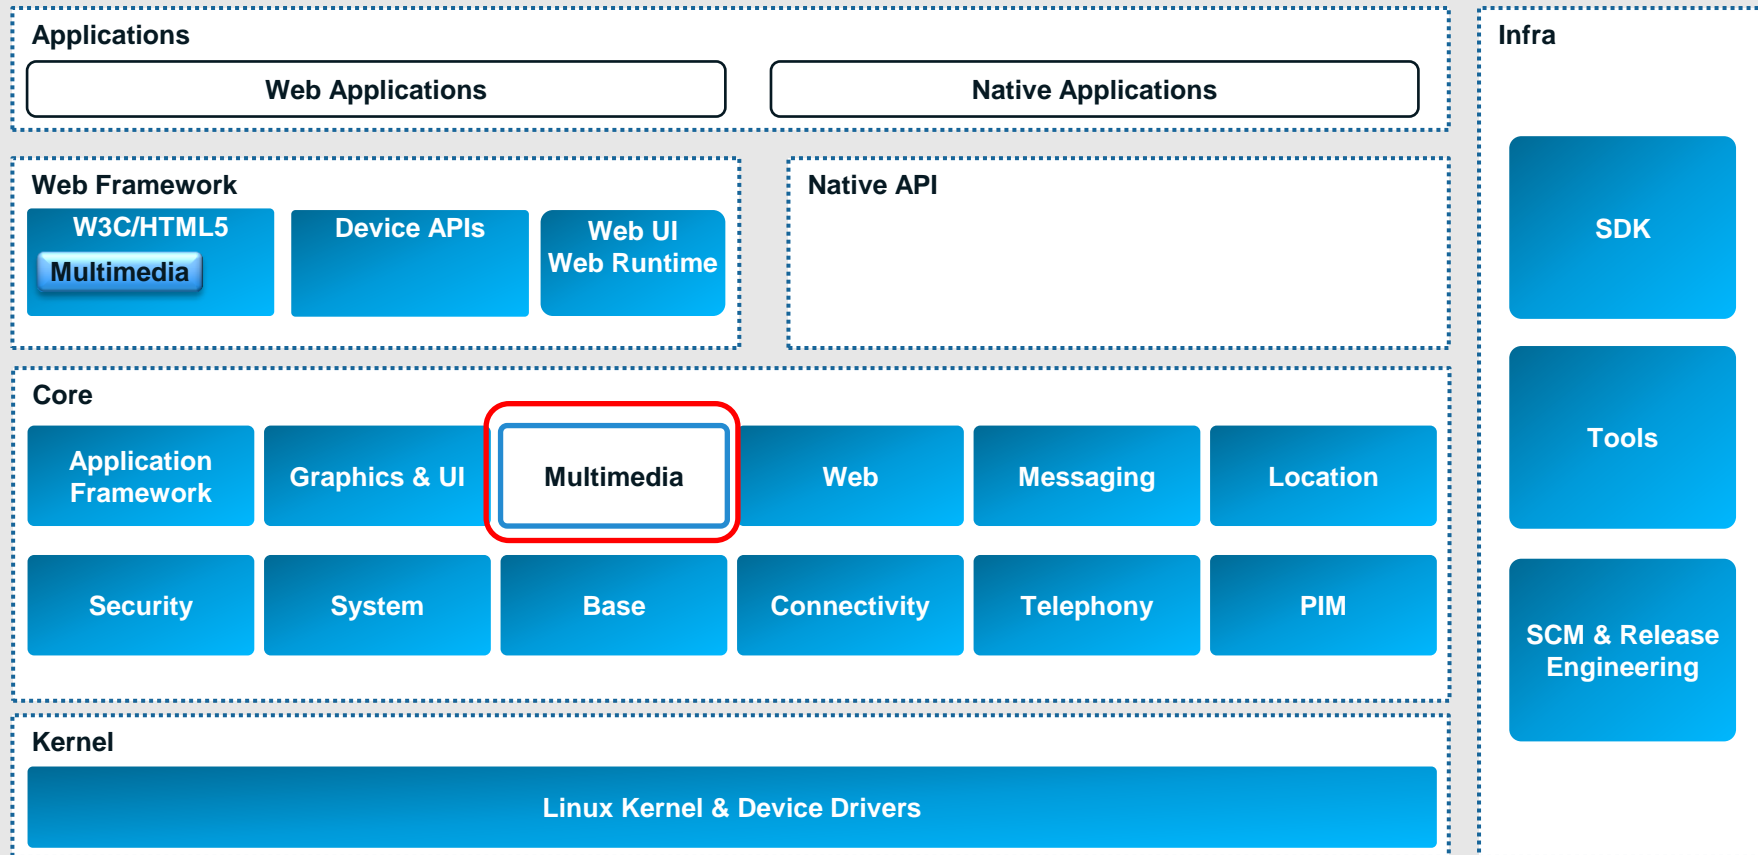 Applications
Web Applications
Native Applications
Infra
Web Framework
W3C/HTML5
Multimedia
Device APIs
Web UI
Web Runtime
Native API
SDK
Core
Application
Framework
Graphics & UI
Multimedia
Web
Messaging
Location
Tools
Security
System
Base
Connectivity
Telephony
PIM
SCM & Release
Engineering
Kernel
Linux Kernel & Device Drivers